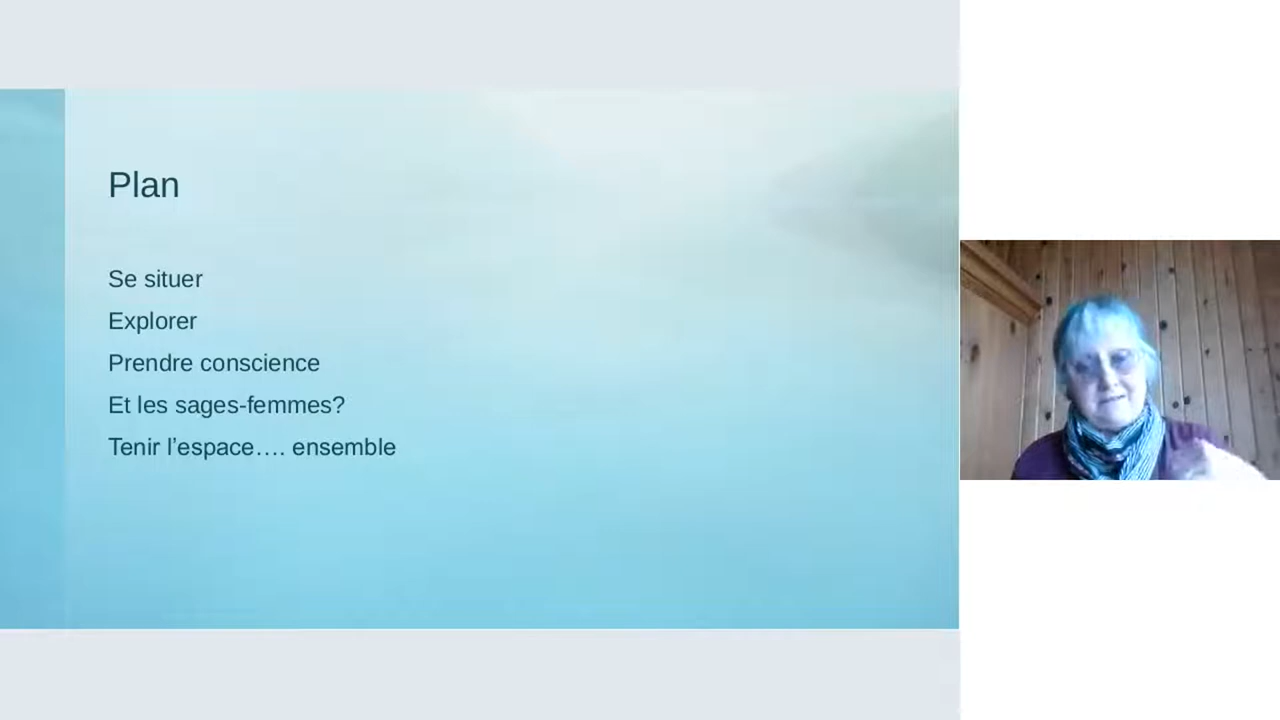 Plan
Se situer
Explorer
Prendre conscience
Et les sages-femmes?
Tenir l’espace…. ensemble